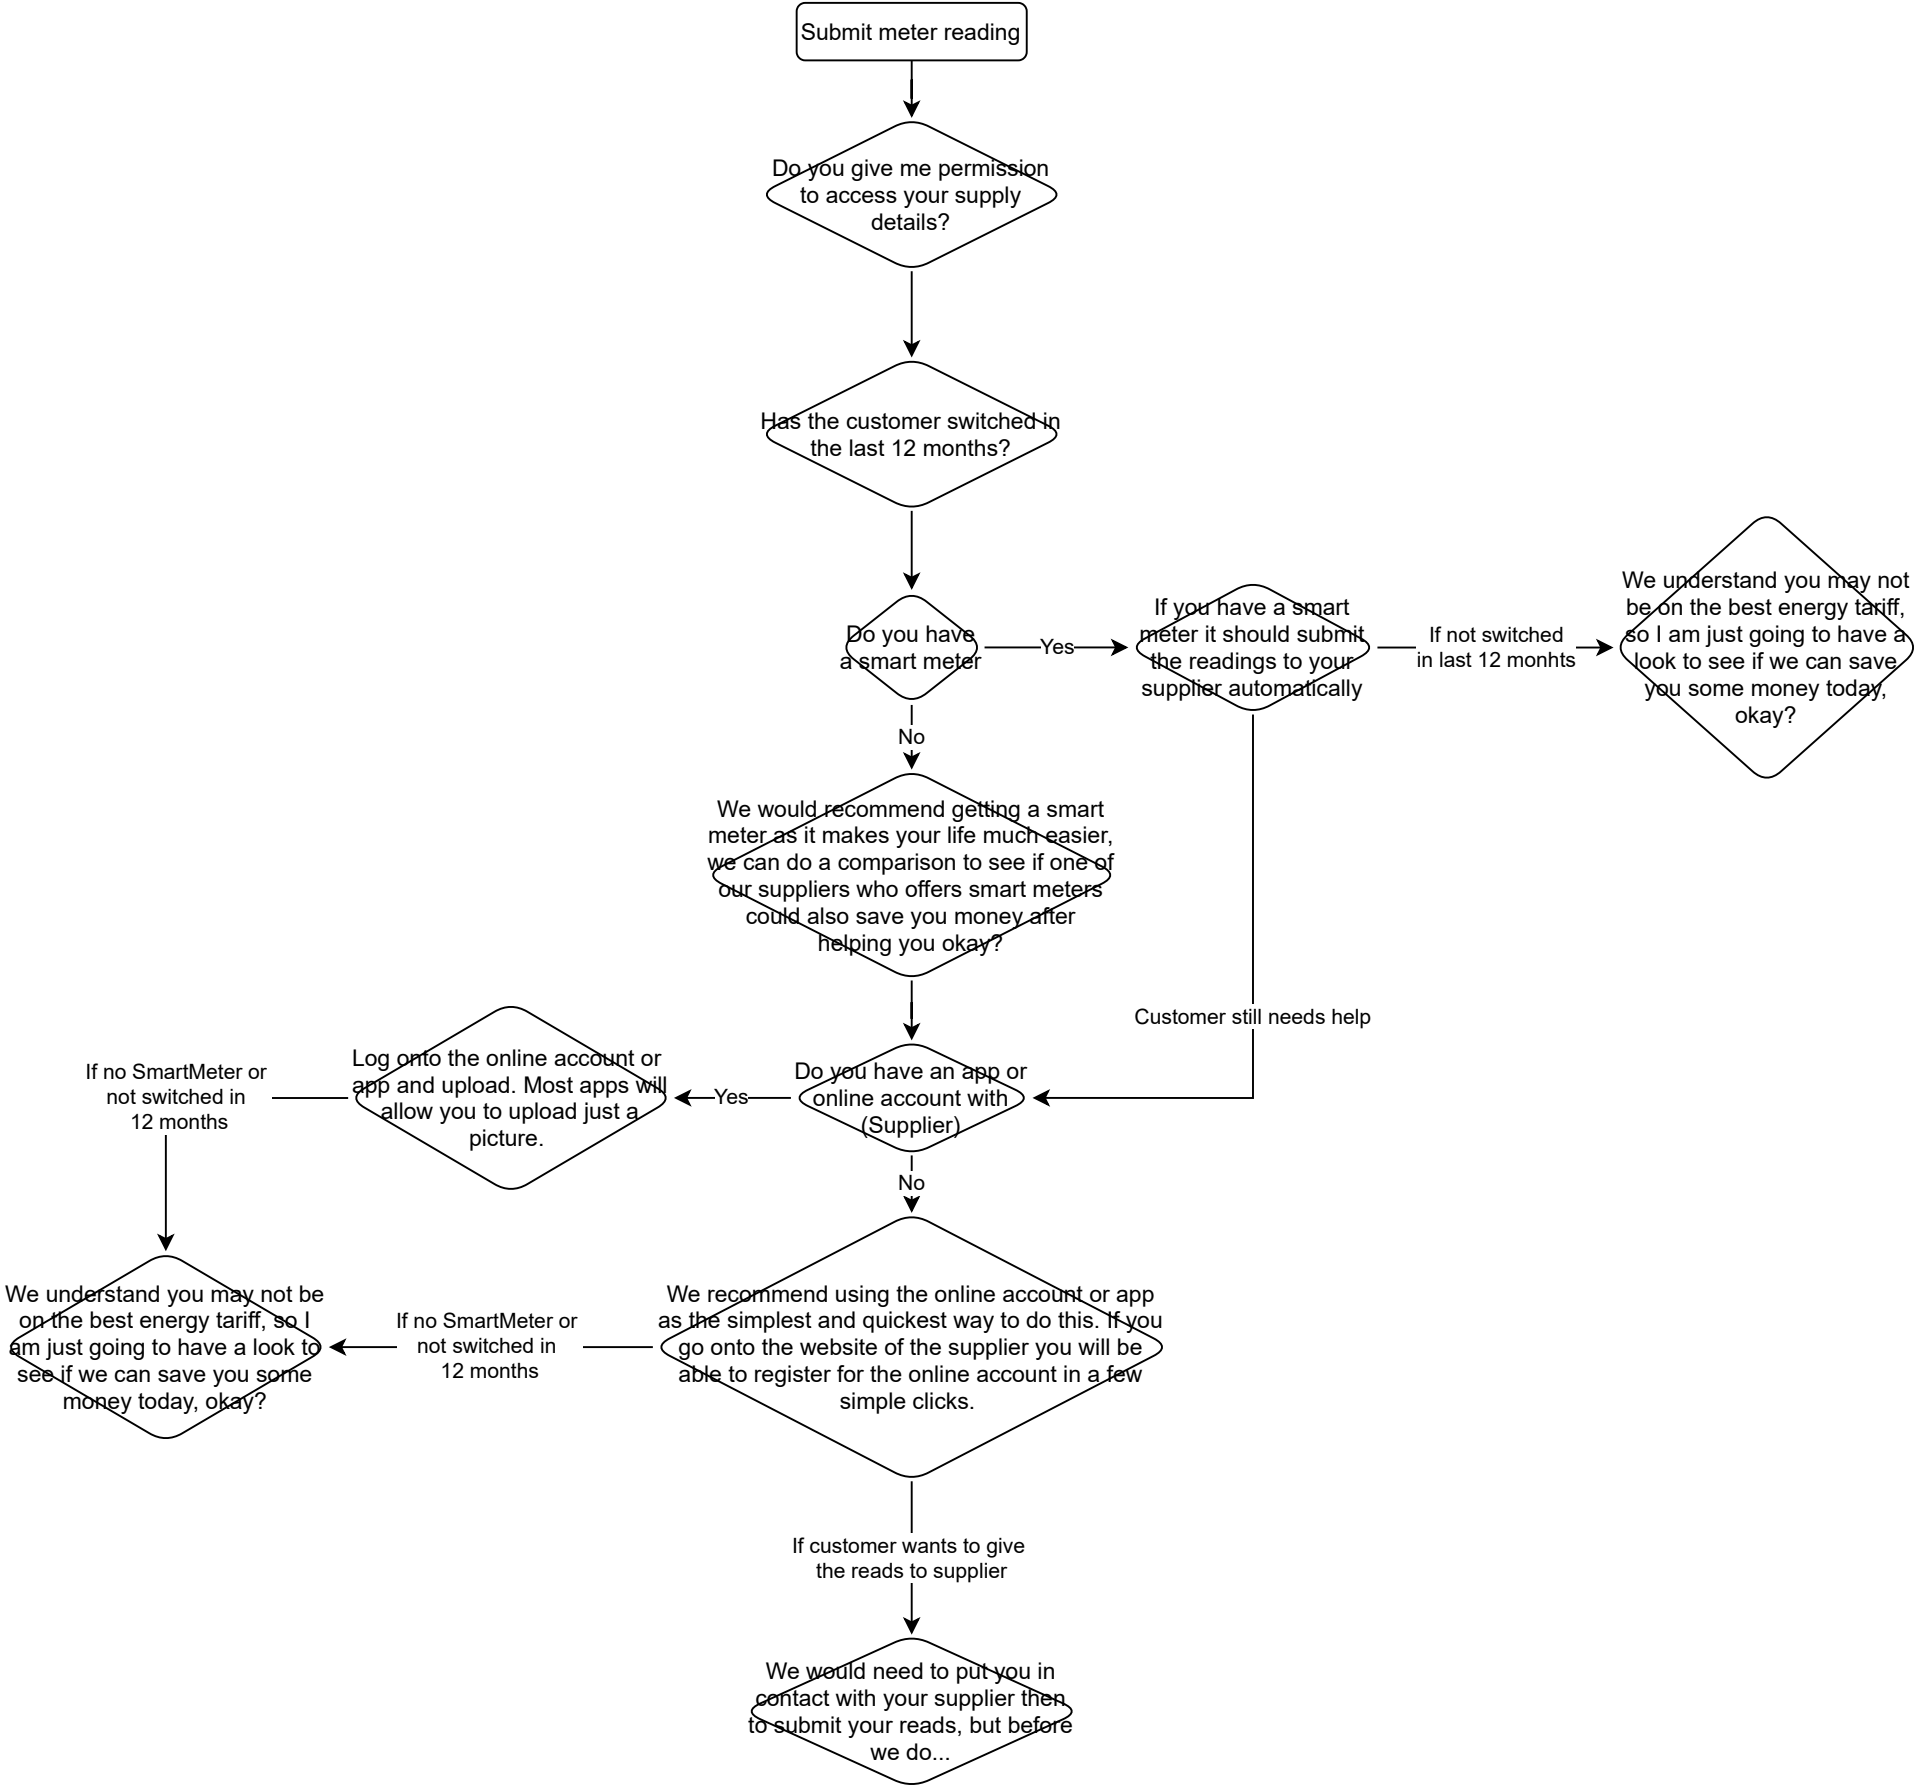 Submit meter reading
Do you give me permission
to access your supply
details?
Has the customer switched in
the last 12 months?
Do you have
a smart meter
Yes
If you have a smart
meter it should submit
the readings to your
supplier automatically
If not switched
in last 12 monhts
We understand you may not
be on the best energy tariff,
so I am just going to have a
look to see if we can save
you some money today,
okay?
No
We would recommend getting a smart
meter as it makes your life much easier,
we can do a comparison to see if one of
our suppliers who offers smart meters
could also save you money after
helping you okay?
Customer still needs help
Do you have an app or
online account with
(Supplier)
Yes
Log onto the online account or
app and upload. Most apps will
allow you to upload just a
picture.
If no SmartMeter or
not switched in
12 months
No
We recommend using the online account or app
as the simplest and quickest way to do this. If you
go onto the website of the supplier you will be
able to register for the online account in a few
simple clicks.
If no SmartMeter or
not switched in
12 months
We understand you may not be
on the best energy tariff, so I
am just going to have a look to
see if we can save you some
money today, okay?
If customer wants to give
the reads to supplier
We would need to put you in
contact with your supplier then
to submit your reads, but before
we do...